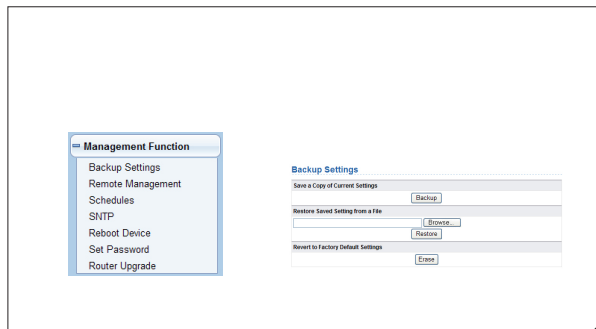 Management Function
Backup Settings
Remote Management
Schedules
SNTP
Reboot Device
Set Password
Router Upgrade
Backup Settings
Save a Copy of Current Settings
Backup
Restore Saved Setting from a File
Browse...
Restore
Revert to Factory Default Settings
Erase